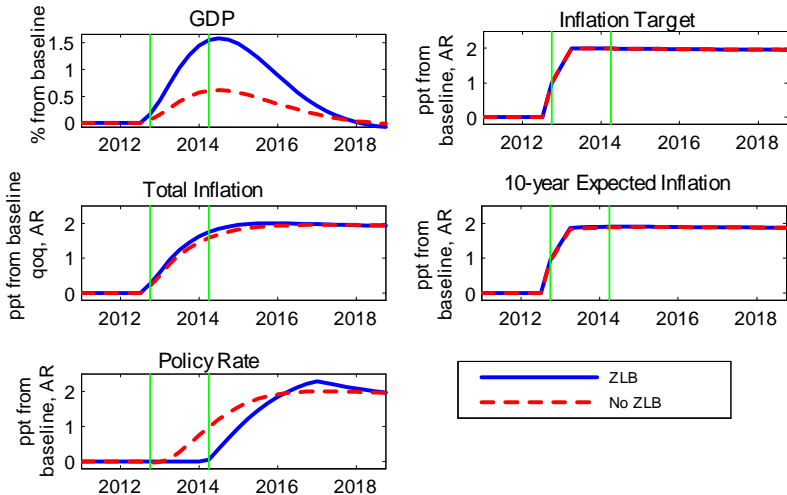 GDP
% from baseline
1.5
1
0.5
0
2012 2014 2016 2018
Inflation Target
ppt from
baseline, AR
2
1
0
2012 2014 2016 2018
Total Inflation
ppt from baseline
qoq, AR
2
1
0
2012 2014 2016 2018
10-year Expected Inflation
ppt from
baseline, AR
2
1
0
2012 2014 2016 2018
Policy Rate
ppt from
baseline, AR
2
1
0
2012 2014 2016 2018
ZLB
No ZLB